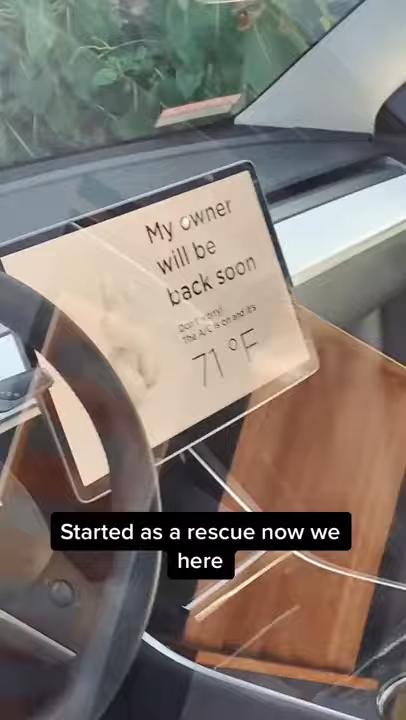 My owner
will be
back soon
Don't worry!
the A/C is on and it's
71 °F
Started as a rescue now we
here